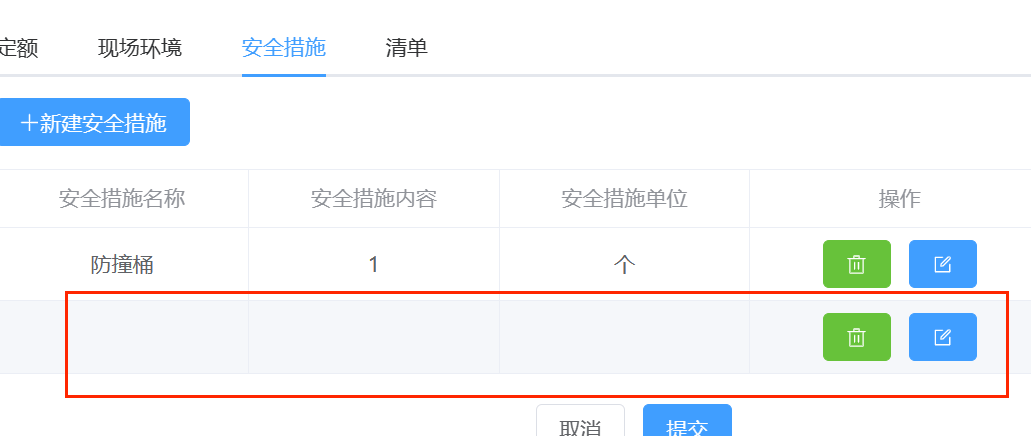 定额 现场环境 安全措施 清单
+新建安全措施
安全措施名称 安全措施内容 安全措施单位 操作
防撞桶 1 个
取消 提交